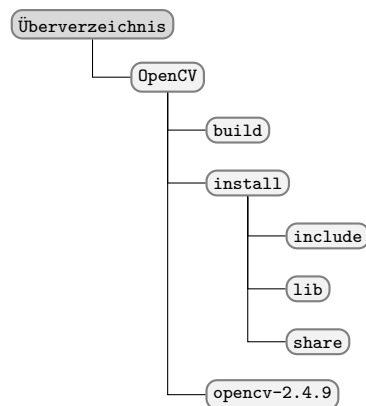 Überverzeichnis
OpenCV
build
install
include
lib
share
opencv-2.4.9